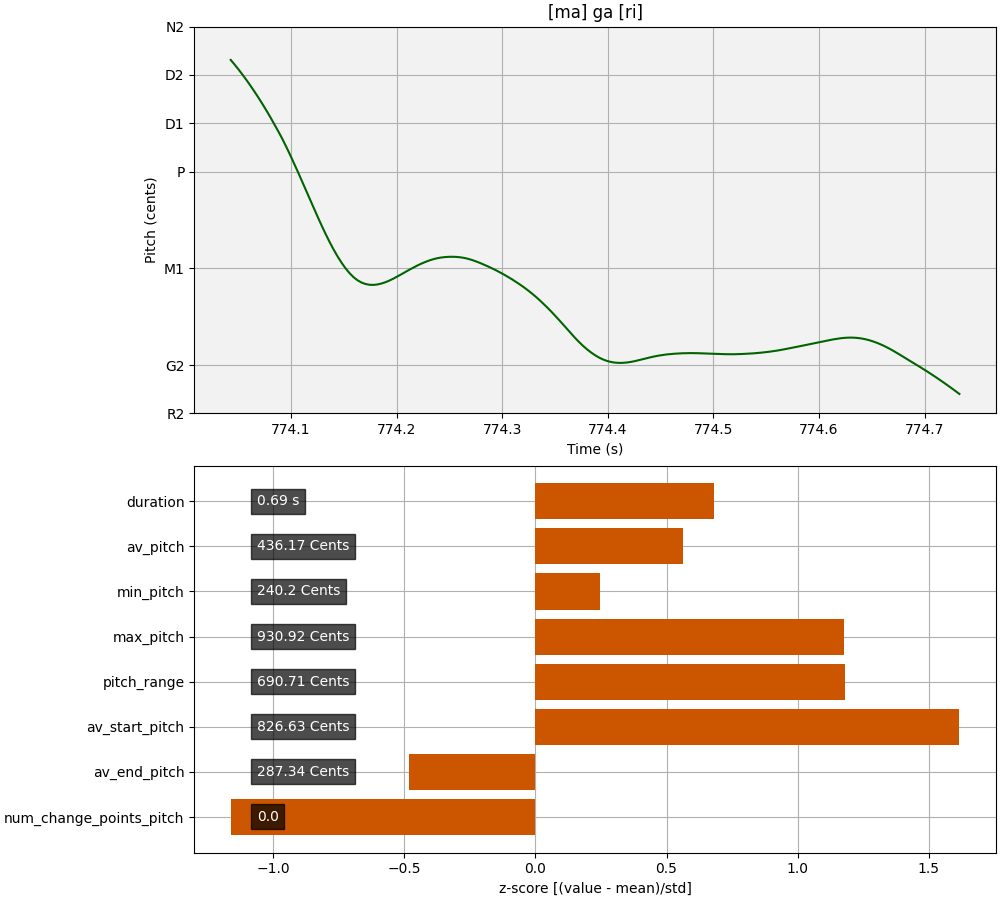 [ma] ga [ri]
N2
D2
D1
P
M1
G2
R2
Pitch (cents)
774.1 774.2 774.3 774.4 774.5 774.6 774.7
Time (s)
duration 0.69 s
av_pitch 436.17 Cents
min_pitch 240.2 Cents
max_pitch 930.92 Cents
pitch_range 690.71 Cents
av_start_pitch 826.63 Cents
av_end_pitch 287.34 Cents
num_change_points_pitch 0.0
−1.0 −0.5 0.0 0.5 1.0 1.5
z-score [(value - mean)/std]